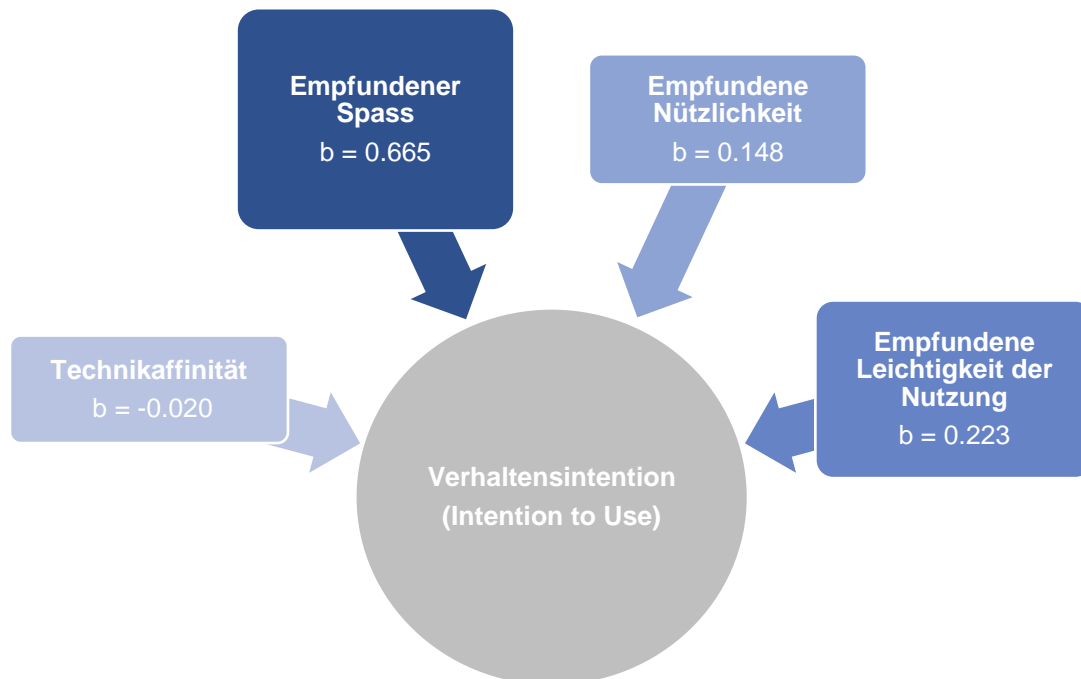 Empfundener
Spass
b = 0.665
Empfundene
Nützlichkeit
b = 0.148
Technikaffinität
b = -0.020
Empfundene
Leichtigkeit der
Nutzung
b = 0.223
Verhaltensintention
(Intention to Use)